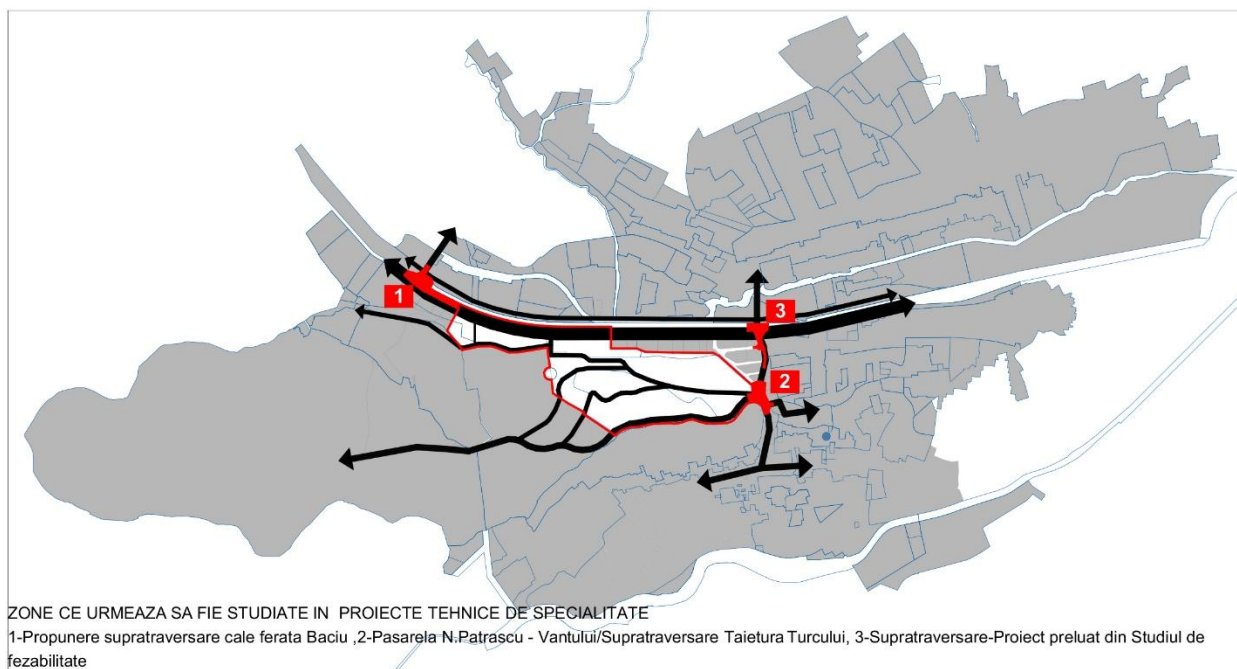 1
3
2
ZONE CE URMEAZA SA FIE STUDIATE IN PROIECTE TEHNICE DE SPECIALITATE
1-Propunere supratraversare cale ferata Baciu ,2-Pasarela N.Patrascu - Vantului/Supratraversare Taietura Turcului, 3-Supratraversare-Proiect preluat din Studiul de
fezabilitate